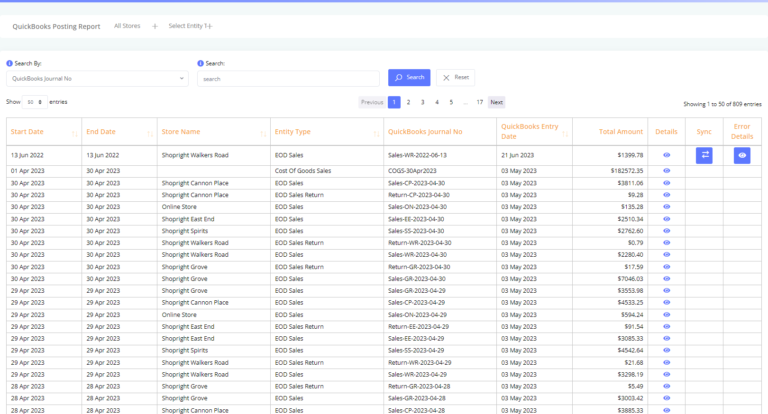 QuickBooks Posting Report All Stores + Select Entity T+
Search By: Search:
QuickBooks Journal No search Search Reset
Show 50 entries Previous 1 2 3 4 5 ... 17 Next Showing 1 to 50 of 809 entries
Start Date End Date Store Name Entity Type QuickBooks Journal No QuickBooks Entry Date Total Amount Details Sync Error Details
13 Jun 2022 13 Jun 2022 Shopright Walkers Road EOD Sales Sales-WR-2022-06-13 21 Jun 2023 $1399.78
01 Apr 2023 30 Apr 2023 Cost Of Goods Sales COGS-30Apr2023 03 May 2023 $182572.35
30 Apr 2023 30 Apr 2023 Shopright Cannon Place EOD Sales Sales-CP-2023-04-30 03 May 2023 $3811.06
30 Apr 2023 30 Apr 2023 Shopright Cannon Place EOD Sales Return Return-CP-2023-04-30 03 May 2023 $9.28
30 Apr 2023 30 Apr 2023 Online Store EOD Sales Sales-ON-2023-04-30 03 May 2023 $135.28
30 Apr 2023 30 Apr 2023 Shopright East End EOD Sales Sales-EE-2023-04-30 03 May 2023 $2510.34
30 Apr 2023 30 Apr 2023 Shopright Spirits EOD Sales Sales-SS-2023-04-30 03 May 2023 $2762.60
30 Apr 2023 30 Apr 2023 Shopright Walkers Road EOD Sales Return Return-WR-2023-04-30 03 May 2023 $0.79
30 Apr 2023 30 Apr 2023 Shopright Walkers Road EOD Sales Sales-WR-2023-04-30 03 May 2023 $2280.40
30 Apr 2023 30 Apr 2023 Shopright Grove EOD Sales Return Return-GR-2023-04-30 03 May 2023 $17.59
30 Apr 2023 30 Apr 2023 Shopright Grove EOD Sales Sales-GR-2023-04-30 03 May 2023 $7046.03
29 Apr 2023 29 Apr 2023 Shopright Grove EOD Sales Sales-GR-2023-04-29 03 May 2023 $3553.98
29 Apr 2023 29 Apr 2023 Shopright Cannon Place EOD Sales Sales-CP-2023-04-29 03 May 2023 $4533.25
29 Apr 2023 29 Apr 2023 Online Store EOD Sales Sales-ON-2023-04-29 03 May 2023 $594.24
29 Apr 2023 29 Apr 2023 Shopright East End EOD Sales Return Return-EE-2023-04-29 03 May 2023 $91.54
29 Apr 2023 29 Apr 2023 Shopright East End EOD Sales Sales-EE-2023-04-29 03 May 2023 $3085.33
29 Apr 2023 29 Apr 2023 Shopright Spirits EOD Sales Sales-SS-2023-04-29 03 May 2023 $4542.64
29 Apr 2023 29 Apr 2023 Shopright Walkers Road EOD Sales Return Return-WR-2023-04-29 03 May 2023 $21.68
29 Apr 2023 29 Apr 2023 Shopright Walkers Road EOD Sales Sales-WR-2023-04-29 03 May 2023 $3298.19
28 Apr 2023 28 Apr 2023 Shopright Grove EOD Sales Return Return-GR-2023-04-28 03 May 2023 $5.49
28 Apr 2023 28 Apr 2023 Shopright Grove EOD Sales Sales-GR-2023-04-28 03 May 2023 $3003.42
28 Apr 2023 28 Apr 2023 Shopright Cannon Place EOD Sales Sales-CP-2023-04-28 03 May 2023 $3885.33